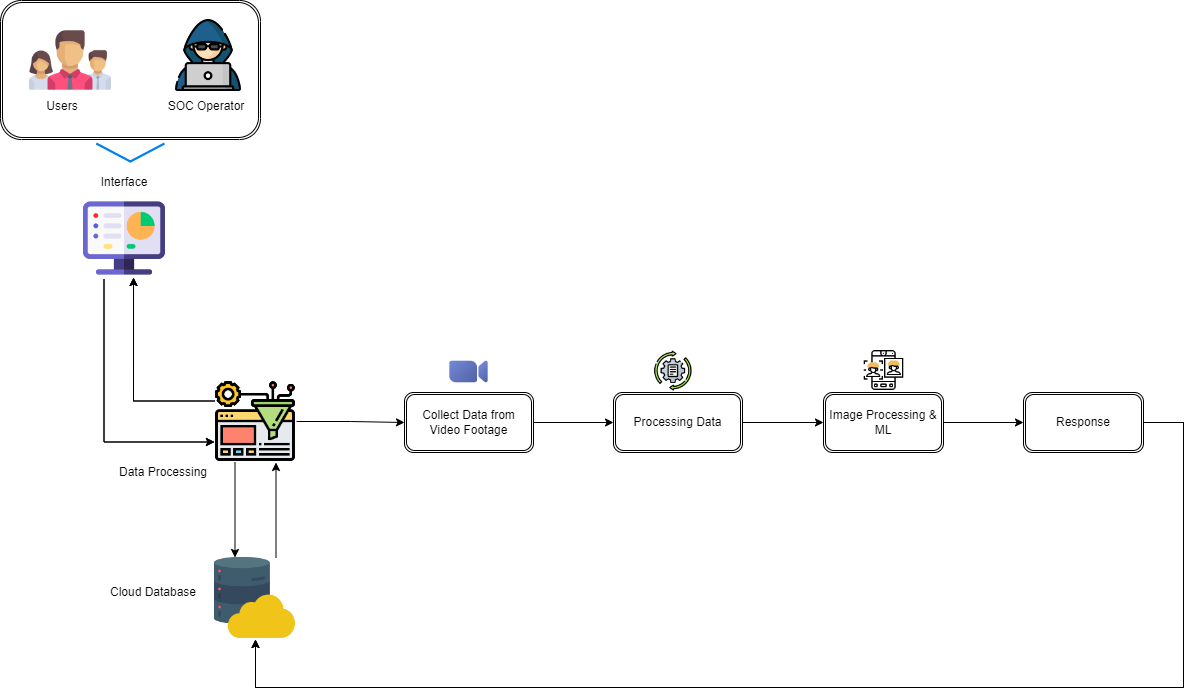 Users
SOC Operator
Interface
Data Processing
Collect Data from
Video Footage
Processing Data
Image Processing &
ML
Response
Cloud Database